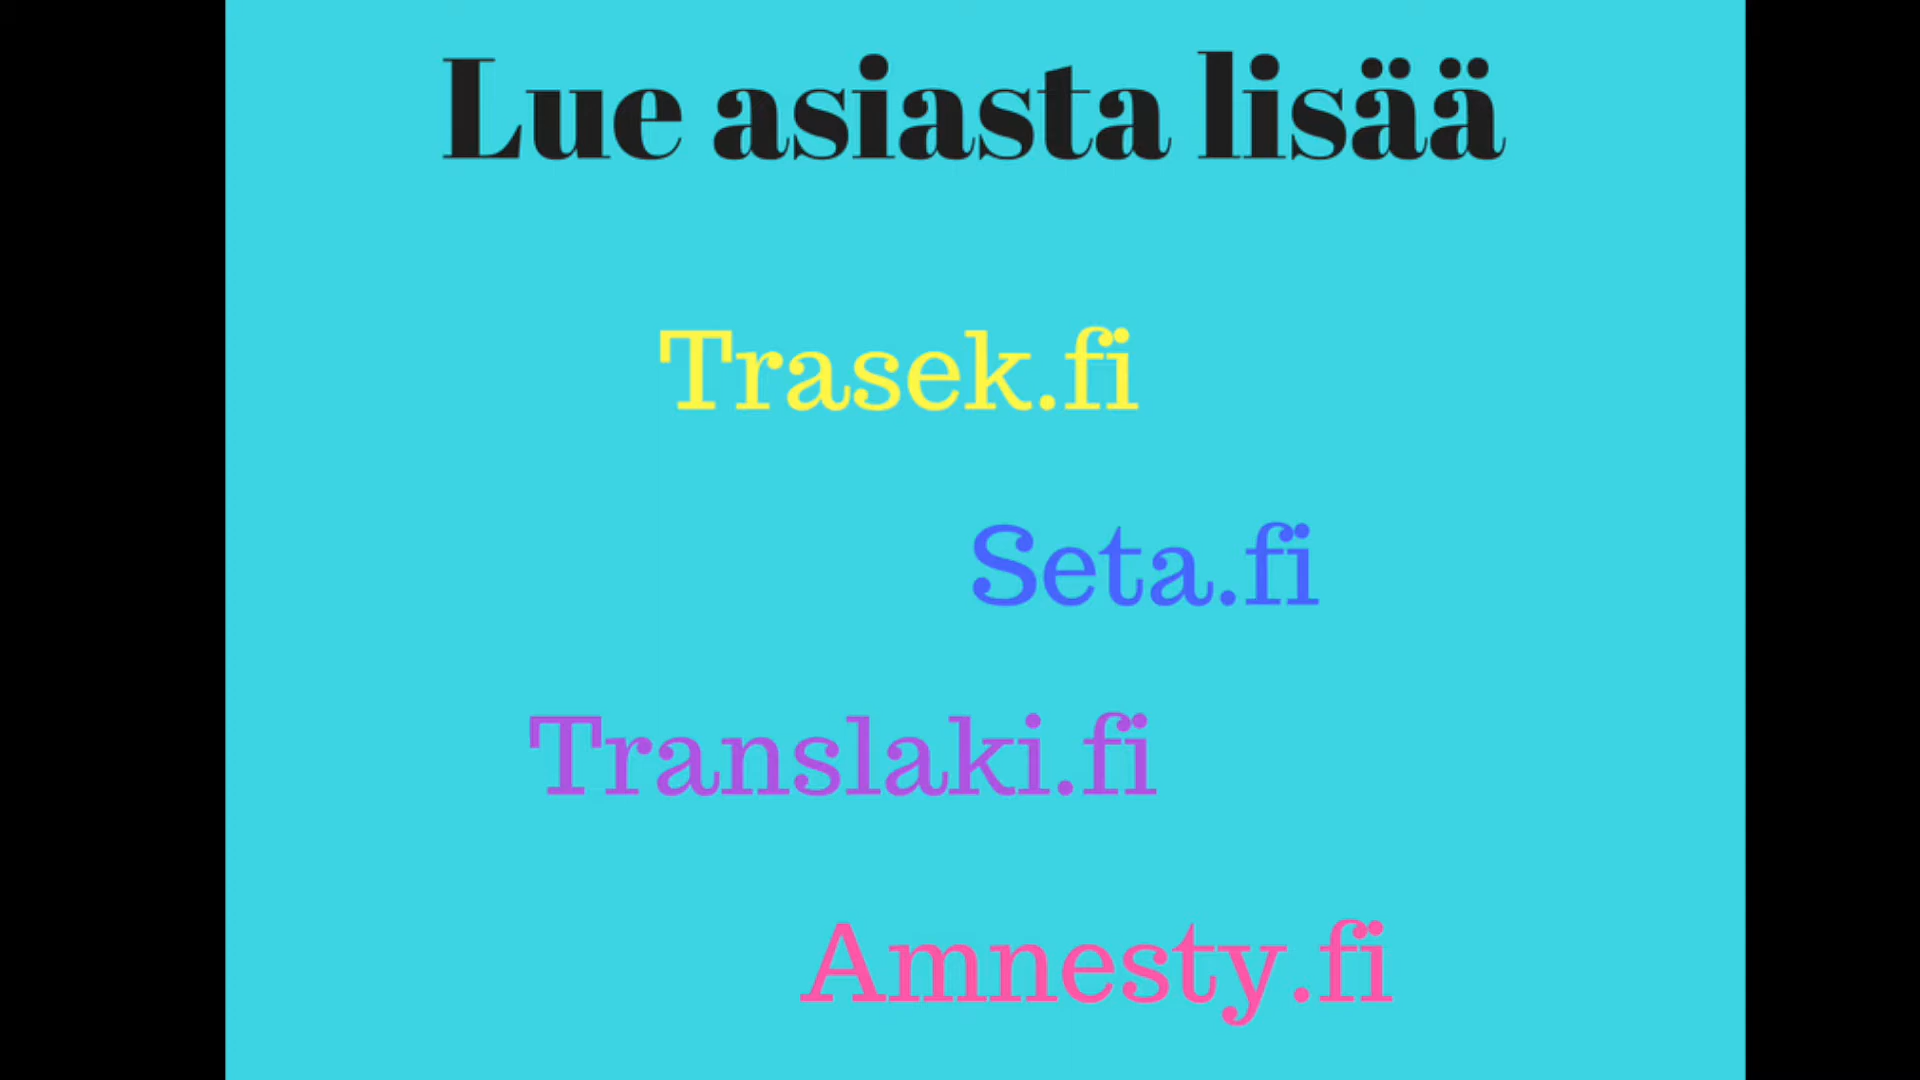 Lue asiasta lisää
Trasek.fi
Seta.fi
Translaki.fi
Amnesty.fi